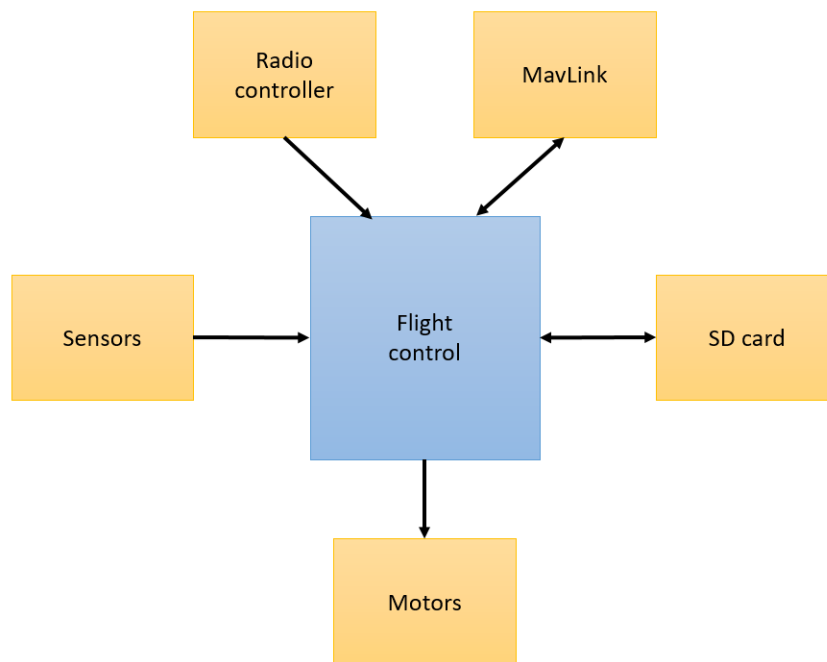 Radio
controller
MavLink
Sensors
Flight
control
SD card
Motors